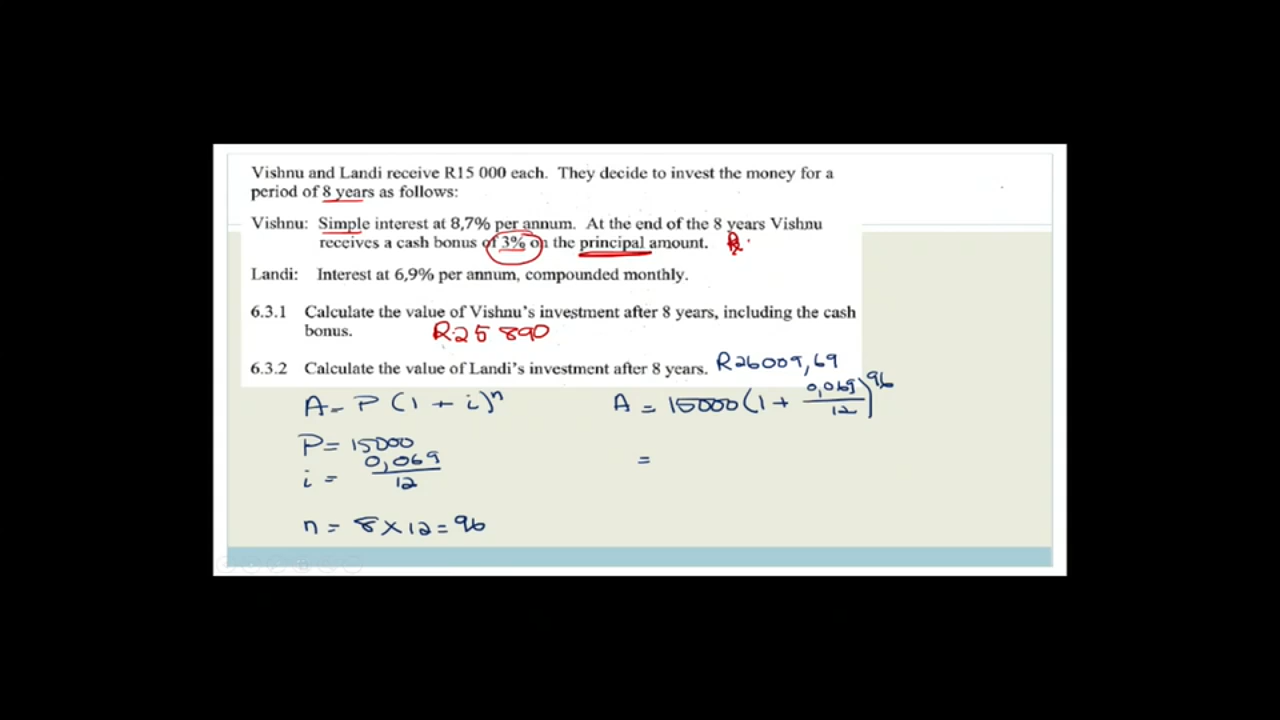 Vishnu and Landi receive R15 000 each. They decide to invest the money for a
period of 8 years as follows:
Vishnu: Simple interest at 8,7% per annum. At the end of the 8 years Vishnu
receives a cash bonus of 3% on the principal amount. R
Landi: Interest at 6,9% per annum, compounded monthly.
6.3.1 Calculate the value of Vishnu's investment after 8 years, including the cash
bonus. R25 890
6.3.2 Calculate the value of Landi's investment after 8 years. R26009,69
A = P (1 + i)^n
P = 15000
i = 0,069/12
n = 8 × 12 = 96
A = 15000 (1 + 0,069/12)^96
=